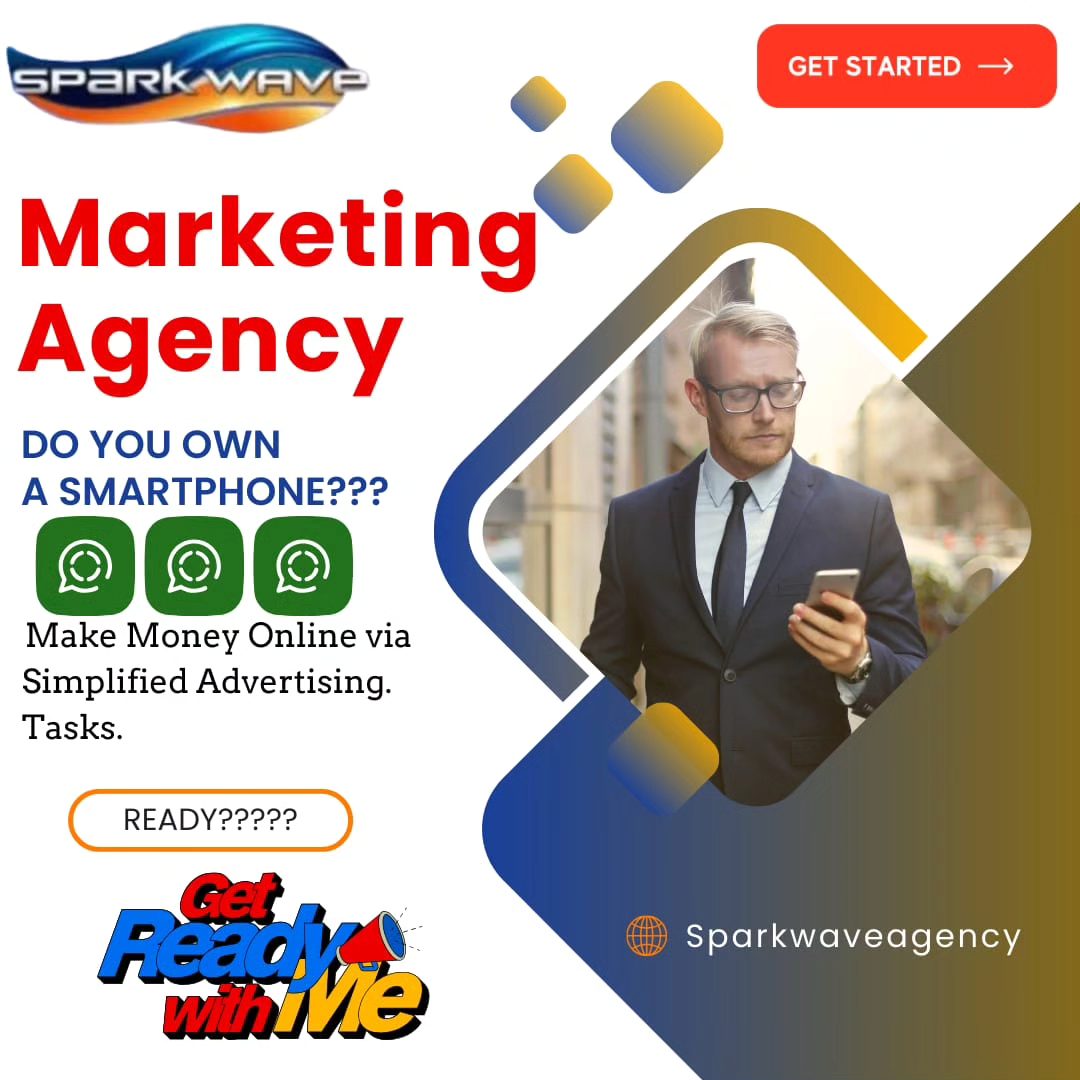 SPARKWAVE
GET STARTED
Marketing
Agency
DO YOU OWN
A SMARTPHONE???
Make Money Online via
Simplified Advertising.
Tasks.
READY?????
Get
Ready
with Me
Sparkwaveagency